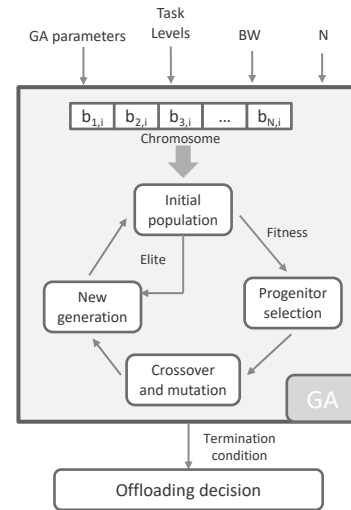 GA parameters
Task
Levels
BW
N
b1,i b2,i b3,i ... bN,i
Chromosome
Initial
population
Fitness
Elite
New
generation
Progenitor
selection
Crossover
and mutation
GA
Termination
condition
Offloading decision